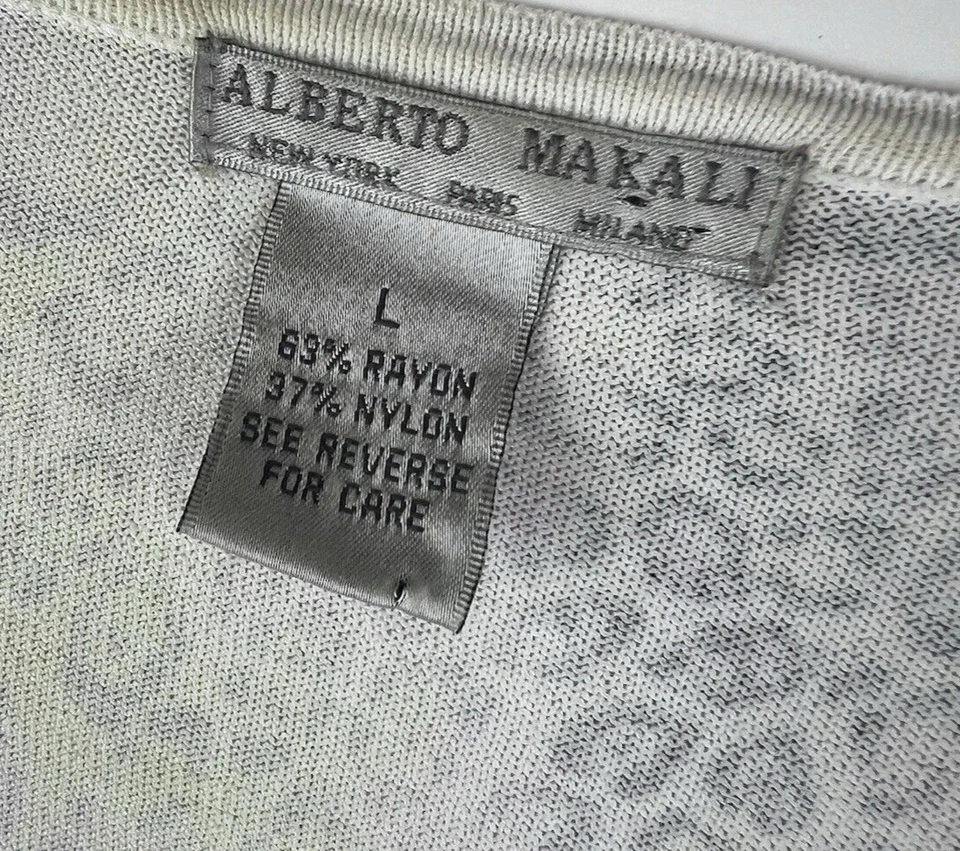 ALBERTO MAKALI
NEW YORK PARIS MILANO
L
63% RAYON
37% NYLON
SEE REVERSE
FOR CARE